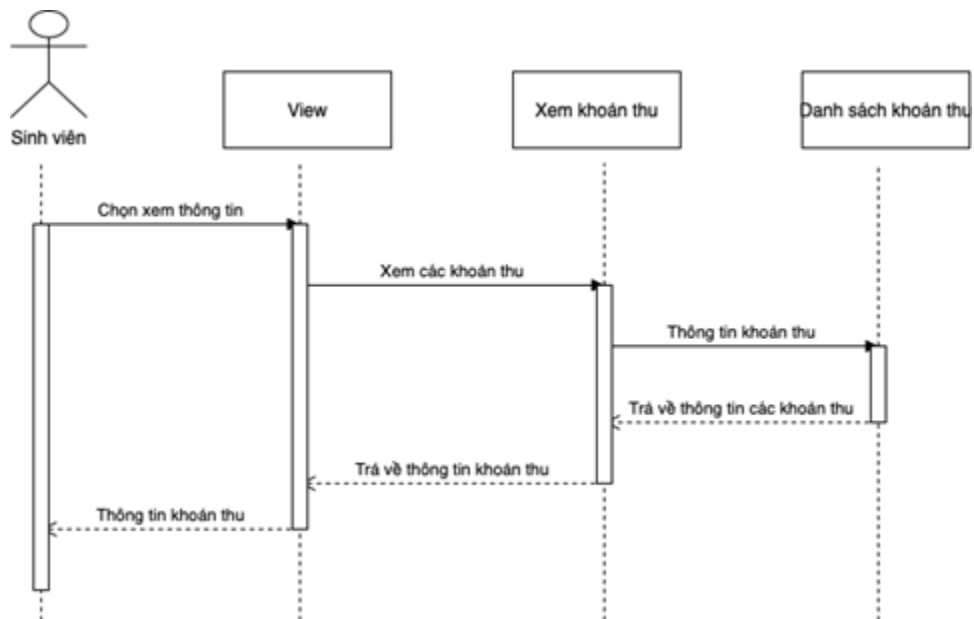 Sinh viên
View
Xem khoản thu
Danh sách khoản thu
Chọn xem thông tin
Xem các khoản thu
Thông tin khoản thu
Trả về thông tin các khoản thu
Trả về thông tin khoản thu
Thông tin khoản thu